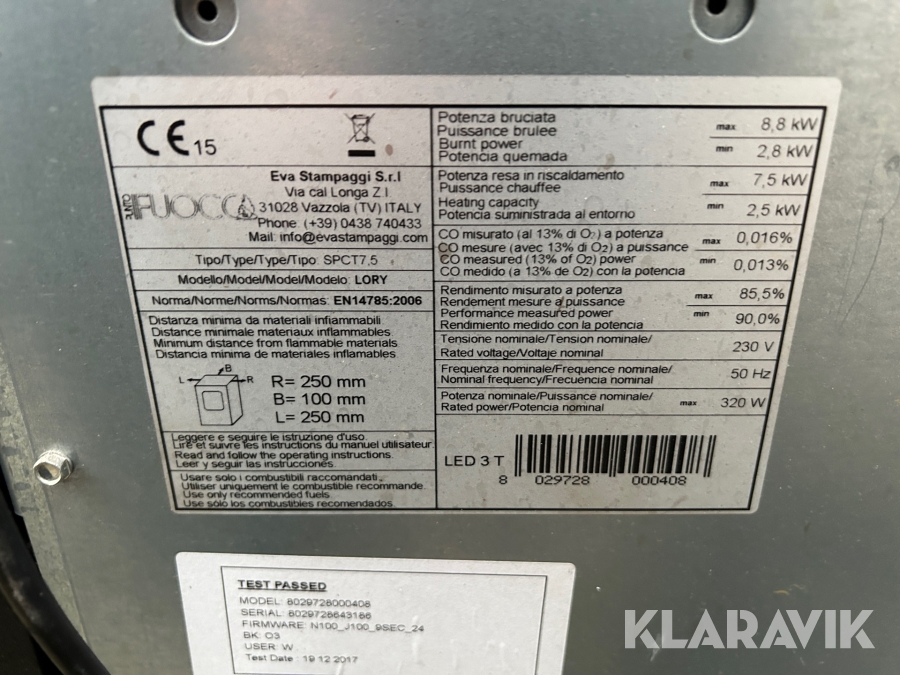 CE 15
Eva Stampaggi S.r.l
Via cal Longa Z I
31028 Vazzola (TV) ITALY
Phone (+39) 0438 740433
Mail: info@evastampaggi.com
PUNTO FUOCO
Tipo/Type/Type/Tipo: SPCT7,5
Modello/Model/Model/Modelo: LORY
Norma/Norme/Norms/Normas: EN14785:2006
Distanza minima da materiali infiammabili
Distance minimale materiaux inflammables
Minimum distance from flammable materials
Distancia minima de materiales inflamables.
B
L R
R= 250 mm
B= 100 mm
L= 250 mm
Leggere e seguire le istruzione d'uso.
Lire et suivre les instructions du manuel utilisateur
Read and follow the operating instructions.
Leer y seguir las instrucciones.
Usare solo i combustibili raccomandati.
Utiliser uniquement le combustible recommandée.
Use only recommended fuels.
Use sólo los combustibles recomendados.
Potenza bruciata
Puissance brulee
Burnt power
Potencia quemada
max 8,8 kW
min 2,8 kW
Potenza resa in riscaldamento
Puissance chauffee
Heating capacity
Potencia suministrada al entorno
max 7,5 kW
min 2,5 kW
CO misurato (al 13% di O2) a potenza
CO mesure (avec 13% di O2) a puissance
CO measured (13% of O2) power
CO medido (a 13% de O2) con la potencia
max 0,016%
min 0,013%
Rendimento misurato a potenza
Rendement mesure a puissance
Performance measured power
Rendimiento medido con la potencia
max 85,5%
min 90,0%
Tensione nominale/Tension nominale/
Rated voltage/Voltaje nominal
230 V
Frequenza nominale/Frequence nominale/
Nominal frequency/Frecuencia nominal
50 Hz
Potenza nominale/Puissance nominale/
Rated power/Potencia nominal
max 320 W
LED 3 T
8 029728 000408
TEST PASSED
MODEL: 8029728000408
SERIAL: 8029728643186
FIRMWARE: N100_J100_9SEC_24
BK: O3
USER: W
Test Date : 19.12.2017
KLARAVIK